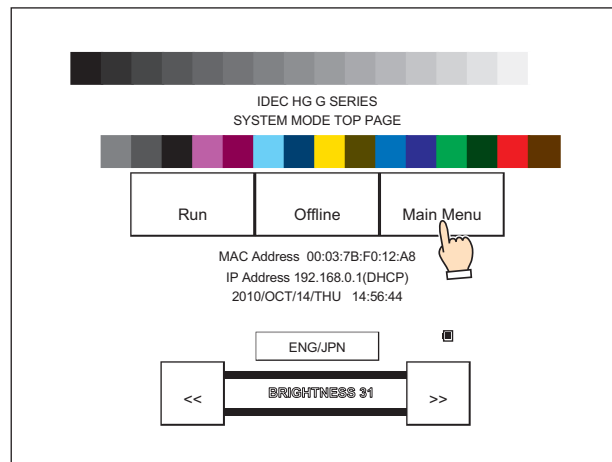 IDEC HG G SERIES
SYSTEM MODE TOP PAGE
Run Offline Main Menu
MAC Address 00:03:7B:F0:12:A8
IP Address 192.168.0.1(DHCP)
2010/OCT/14/THU 14:56:44
ENG/JPN
<< BRIGHTNESS 31 >>